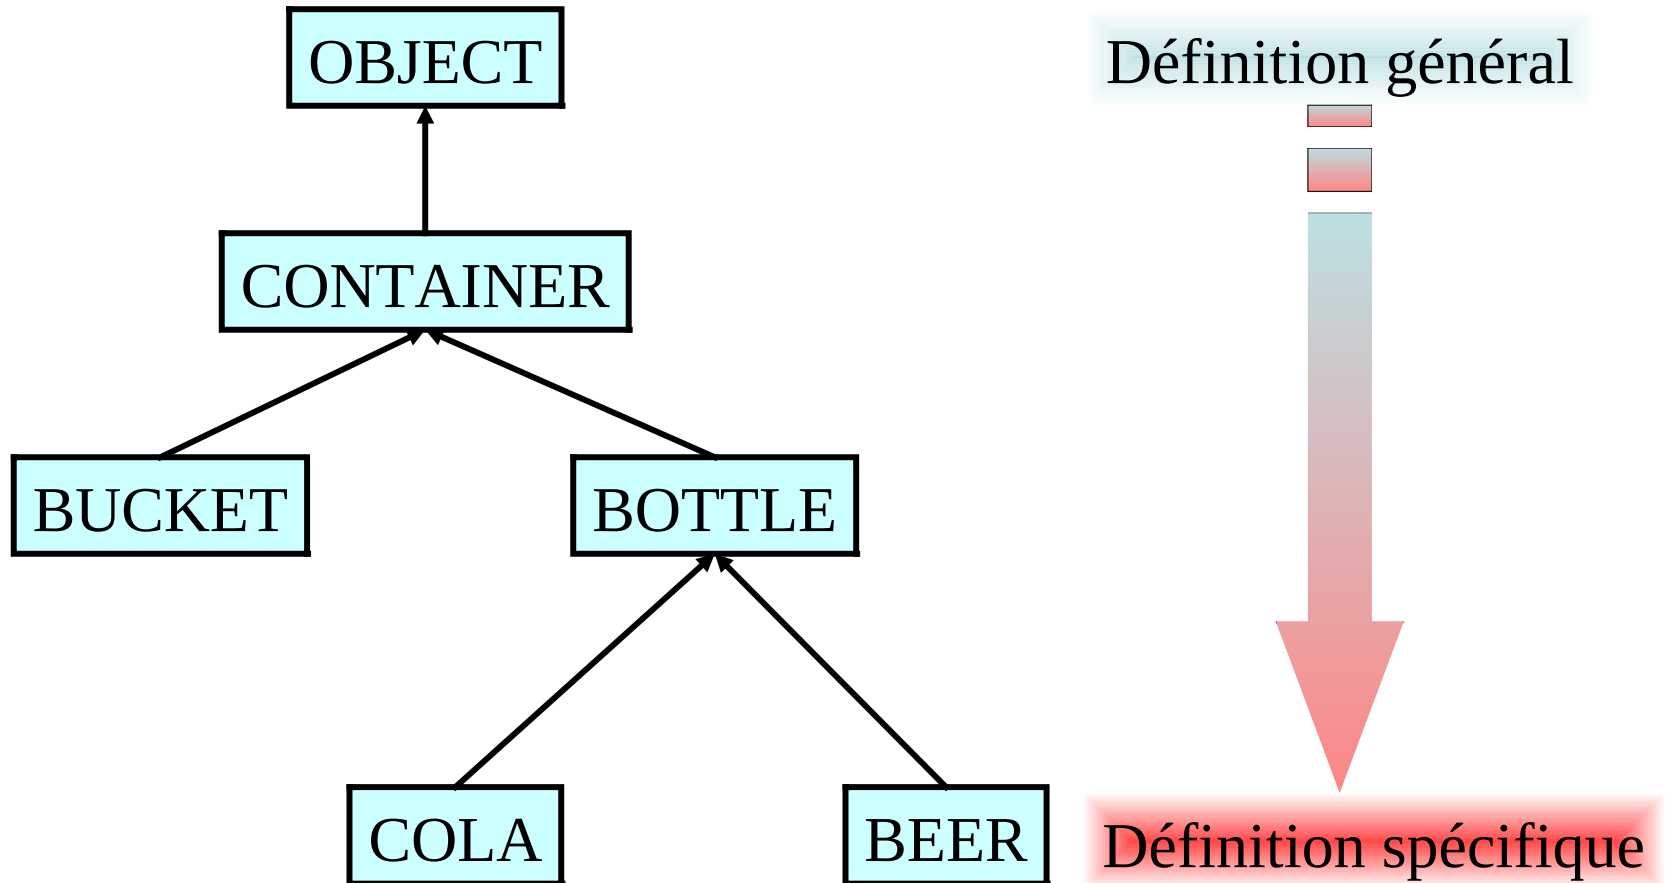 OBJECT
Définition général
CONTAINER
BUCKET
BOTTLE
COLA
BEER
Définition spécifique